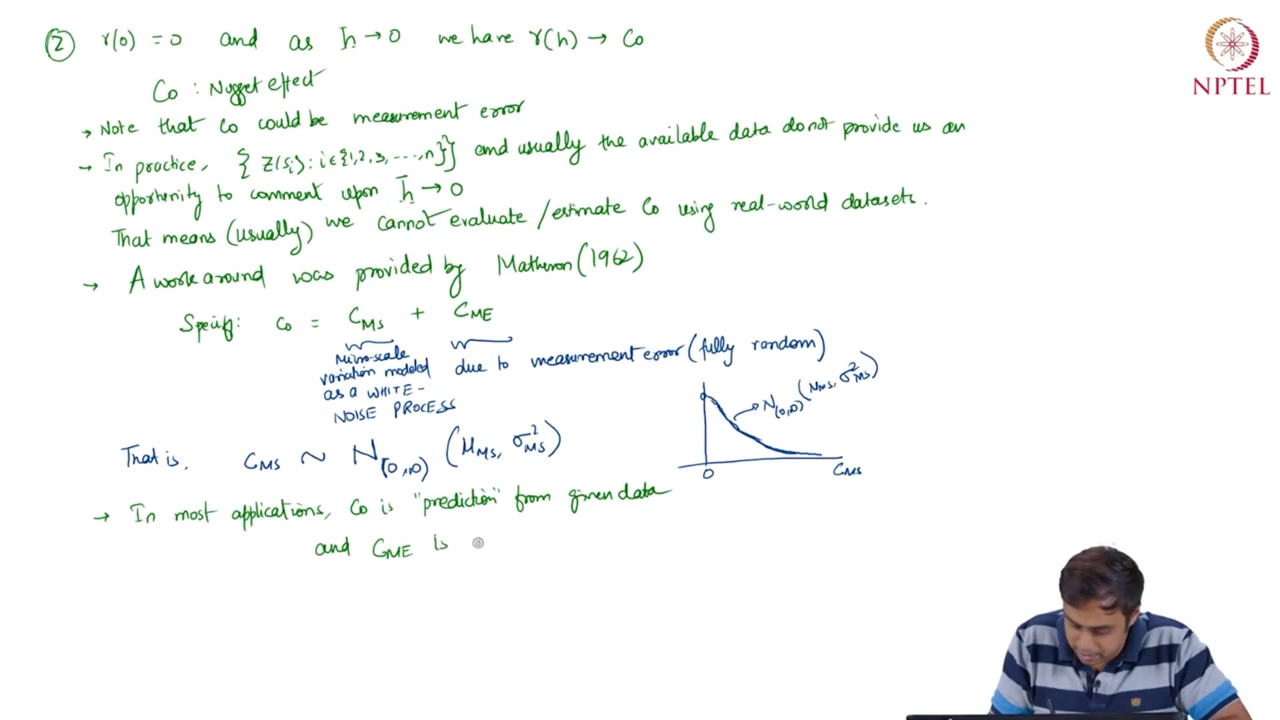 ② γ(0) = 0 and as h → 0 we have γ(h) → C0
C0 : Nugget effect
→ Note that C0 could be measurement error
→ In practice, { Z(si) : i ∈ {1,2,3, ...., n} } and usually the available data do not provide us an
opportunity to comment upon h → 0
That means (usually) we cannot evaluate / estimate C0 using real-world datasets.
→ A work around was provided by Matheron (1962)
Specify: C0 = CMS + CME
Micro-scale variation modeled as a WHITE-NOISE PROCESS
due to measurement error (fully random)
That is, CMS ~ N(0,∞) (μMS, σ²MS)
N(0,∞) (μMS, σ²MS)
0 CMS
→ In most applications, C0 is "prediction" from given data
and CME is
NPTEL